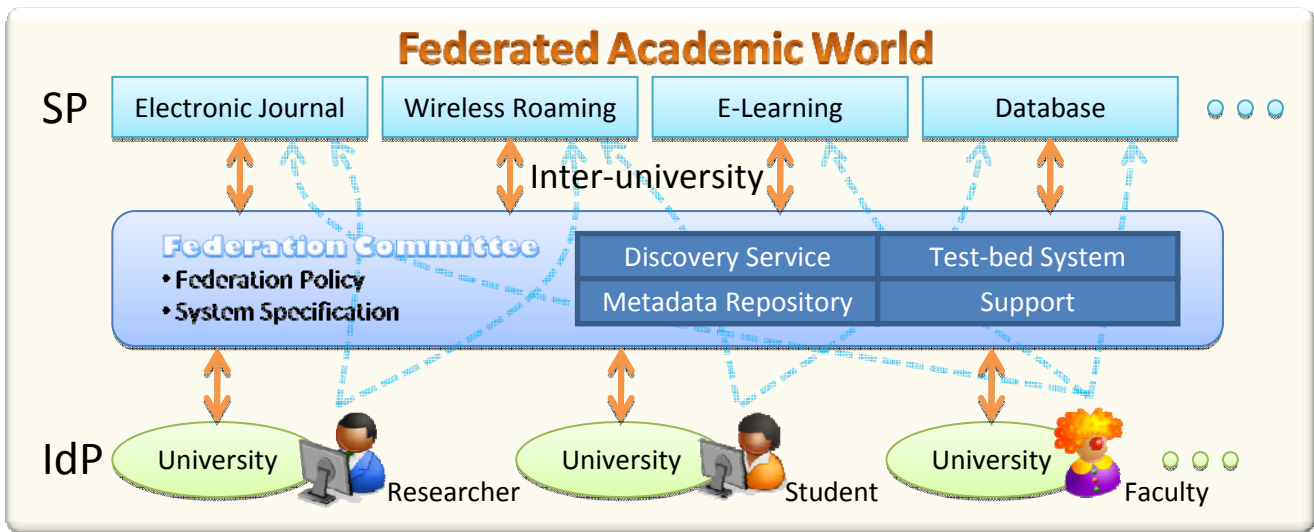 Federated Academic World
SP
Electronic Journal
Wireless Roaming
E-Learning
Database
Inter-university
Federation Committee
• Federation Policy
• System Specification
Discovery Service
Test-bed System
Metadata Repository
Support
IdP
University
Researcher
University
Student
University
Faculty